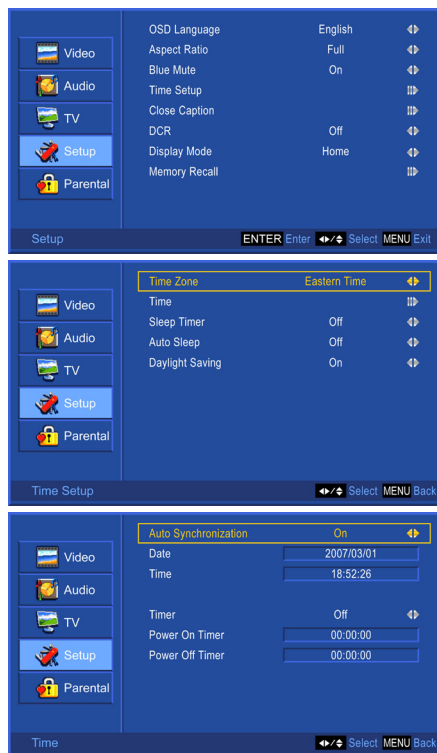 Video
Audio
TV
Setup
Parental
OSD Language English
Aspect Ratio Full
Blue Mute On
Time Setup
Close Caption
DCR Off
Display Mode Home
Memory Recall
Setup ENTER Enter / Select MENU Exit
Video
Audio
TV
Setup
Parental
Time Zone Eastern Time
Time
Sleep Timer Off
Auto Sleep Off
Daylight Saving On
Time Setup / Select MENU Back
Video
Audio
TV
Setup
Parental
Auto Synchronization On
Date 2007/03/01
Time 18:52:26
Timer Off
Power On Timer 00:00:00
Power Off Timer 00:00:00
Time / Select MENU Back